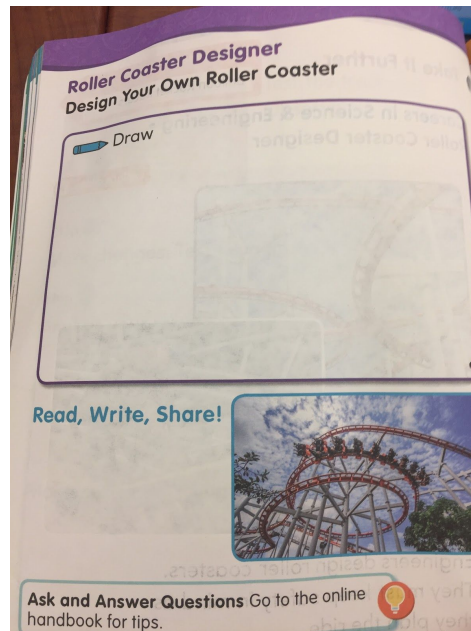 Roller Coaster Designer
Design Your Own Roller Coaster
Draw
Read, Write, Share!
Ask and Answer Questions Go to the online
handbook for tips.